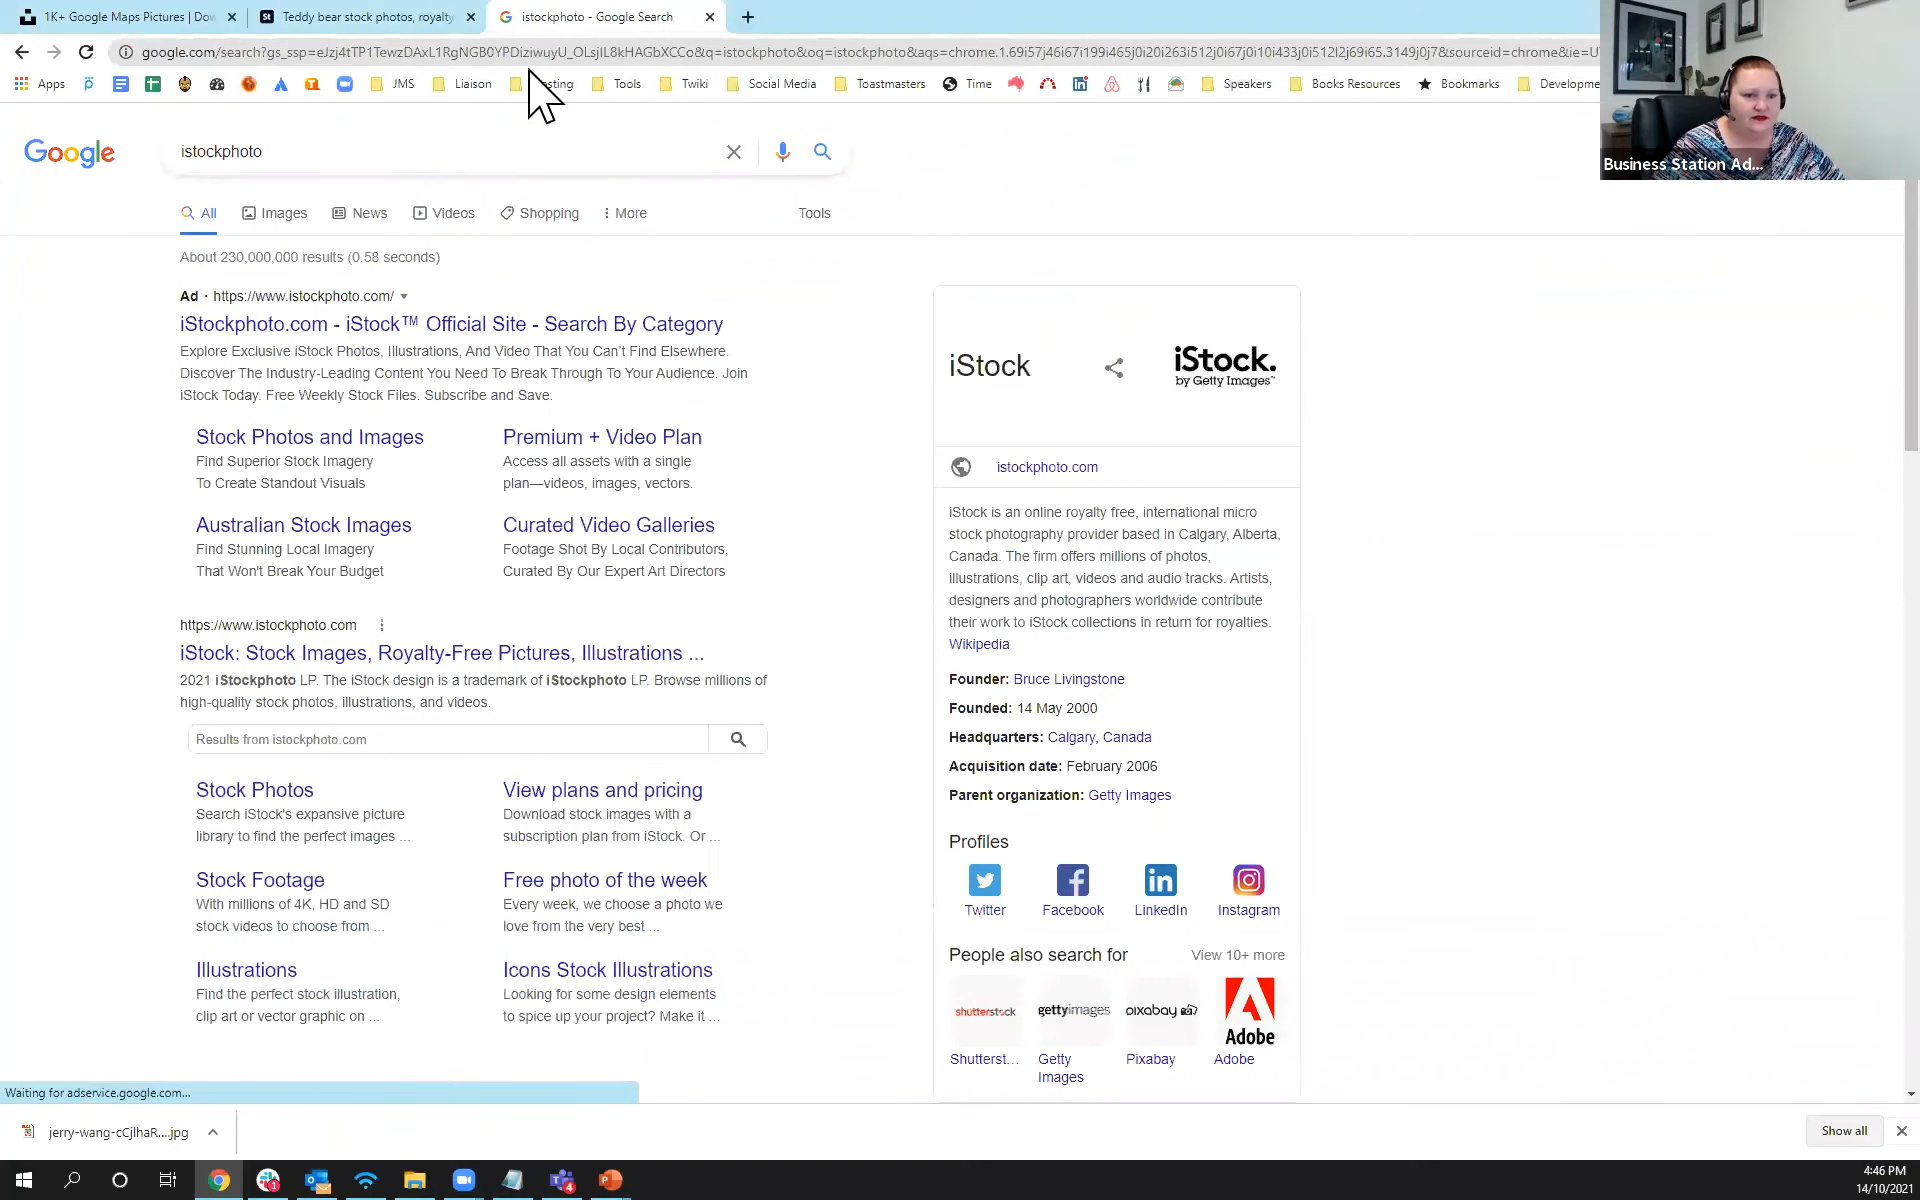 1K+ Google Maps Pictures | Dow
Teddy bear stock photos, royalty
istockphoto - Google Search
Apps
JMS
Liaison
Tools
Twiki
Social Media
Toastmasters
Time
Speakers
Books Resources
Bookmarks
Developme
Business Station Ad...
Google
istockphoto
All
Images
News
Videos
Shopping
More
Tools
About 230,000,000 results (0.58 seconds)
Ad · https://www.istockphoto.com/
iStockphoto.com - iStock™ Official Site - Search By Category
Explore Exclusive iStock Photos, Illustrations, And Video That You Can't Find Elsewhere.
Discover The Industry-Leading Content You Need To Break Through To Your Audience. Join
iStock Today. Free Weekly Stock Files. Subscribe and Save.
Stock Photos and Images
Find Superior Stock Imagery
To Create Standout Visuals
Premium + Video Plan
Access all assets with a single
plan—videos, images, vectors.
Australian Stock Images
Find Stunning Local Imagery
That Won't Break Your Budget
Curated Video Galleries
Footage Shot By Local Contributors,
Curated By Our Expert Art Directors
https://www.istockphoto.com
iStock: Stock Images, Royalty-Free Pictures, Illustrations ...
2021 iStockphoto LP. The iStock design is a trademark of iStockphoto LP. Browse millions of
high-quality stock photos, illustrations, and videos.
Results from istockphoto.com
Stock Photos
Search iStock's expansive picture
library to find the perfect images ...
View plans and pricing
Download stock images with a
subscription plan from iStock. Or ...
Stock Footage
With millions of 4K, HD and SD
stock videos to choose from ...
Free photo of the week
Every week, we choose a photo we
love from the very best ...
Illustrations
Find the perfect stock illustration,
clip art or vector graphic on ...
Icons Stock Illustrations
Looking for some design elements
to spice up your project? Make it ...
iStock
iStock.
by Getty Images™
istockphoto.com
iStock is an online royalty free, international micro
stock photography provider based in Calgary, Alberta,
Canada. The firm offers millions of photos,
illustrations, clip art, videos and audio tracks. Artists,
designers and photographers worldwide contribute
their work to iStock collections in return for royalties.
Wikipedia
Founder: Bruce Livingstone
Founded: 14 May 2000
Headquarters: Calgary, Canada
Acquisition date: February 2006
Parent organization: Getty Images
Profiles
Twitter
Facebook
LinkedIn
Instagram
People also search for
View 10+ more
shutterstock
gettyimages
pixabay
Adobe
Shutterst...
Getty
Images
Pixabay
Adobe
Waiting for adservice.google.com...
jerry-wang-cCjlhaR....jpg
Show all
4:46 PM
14/10/2021